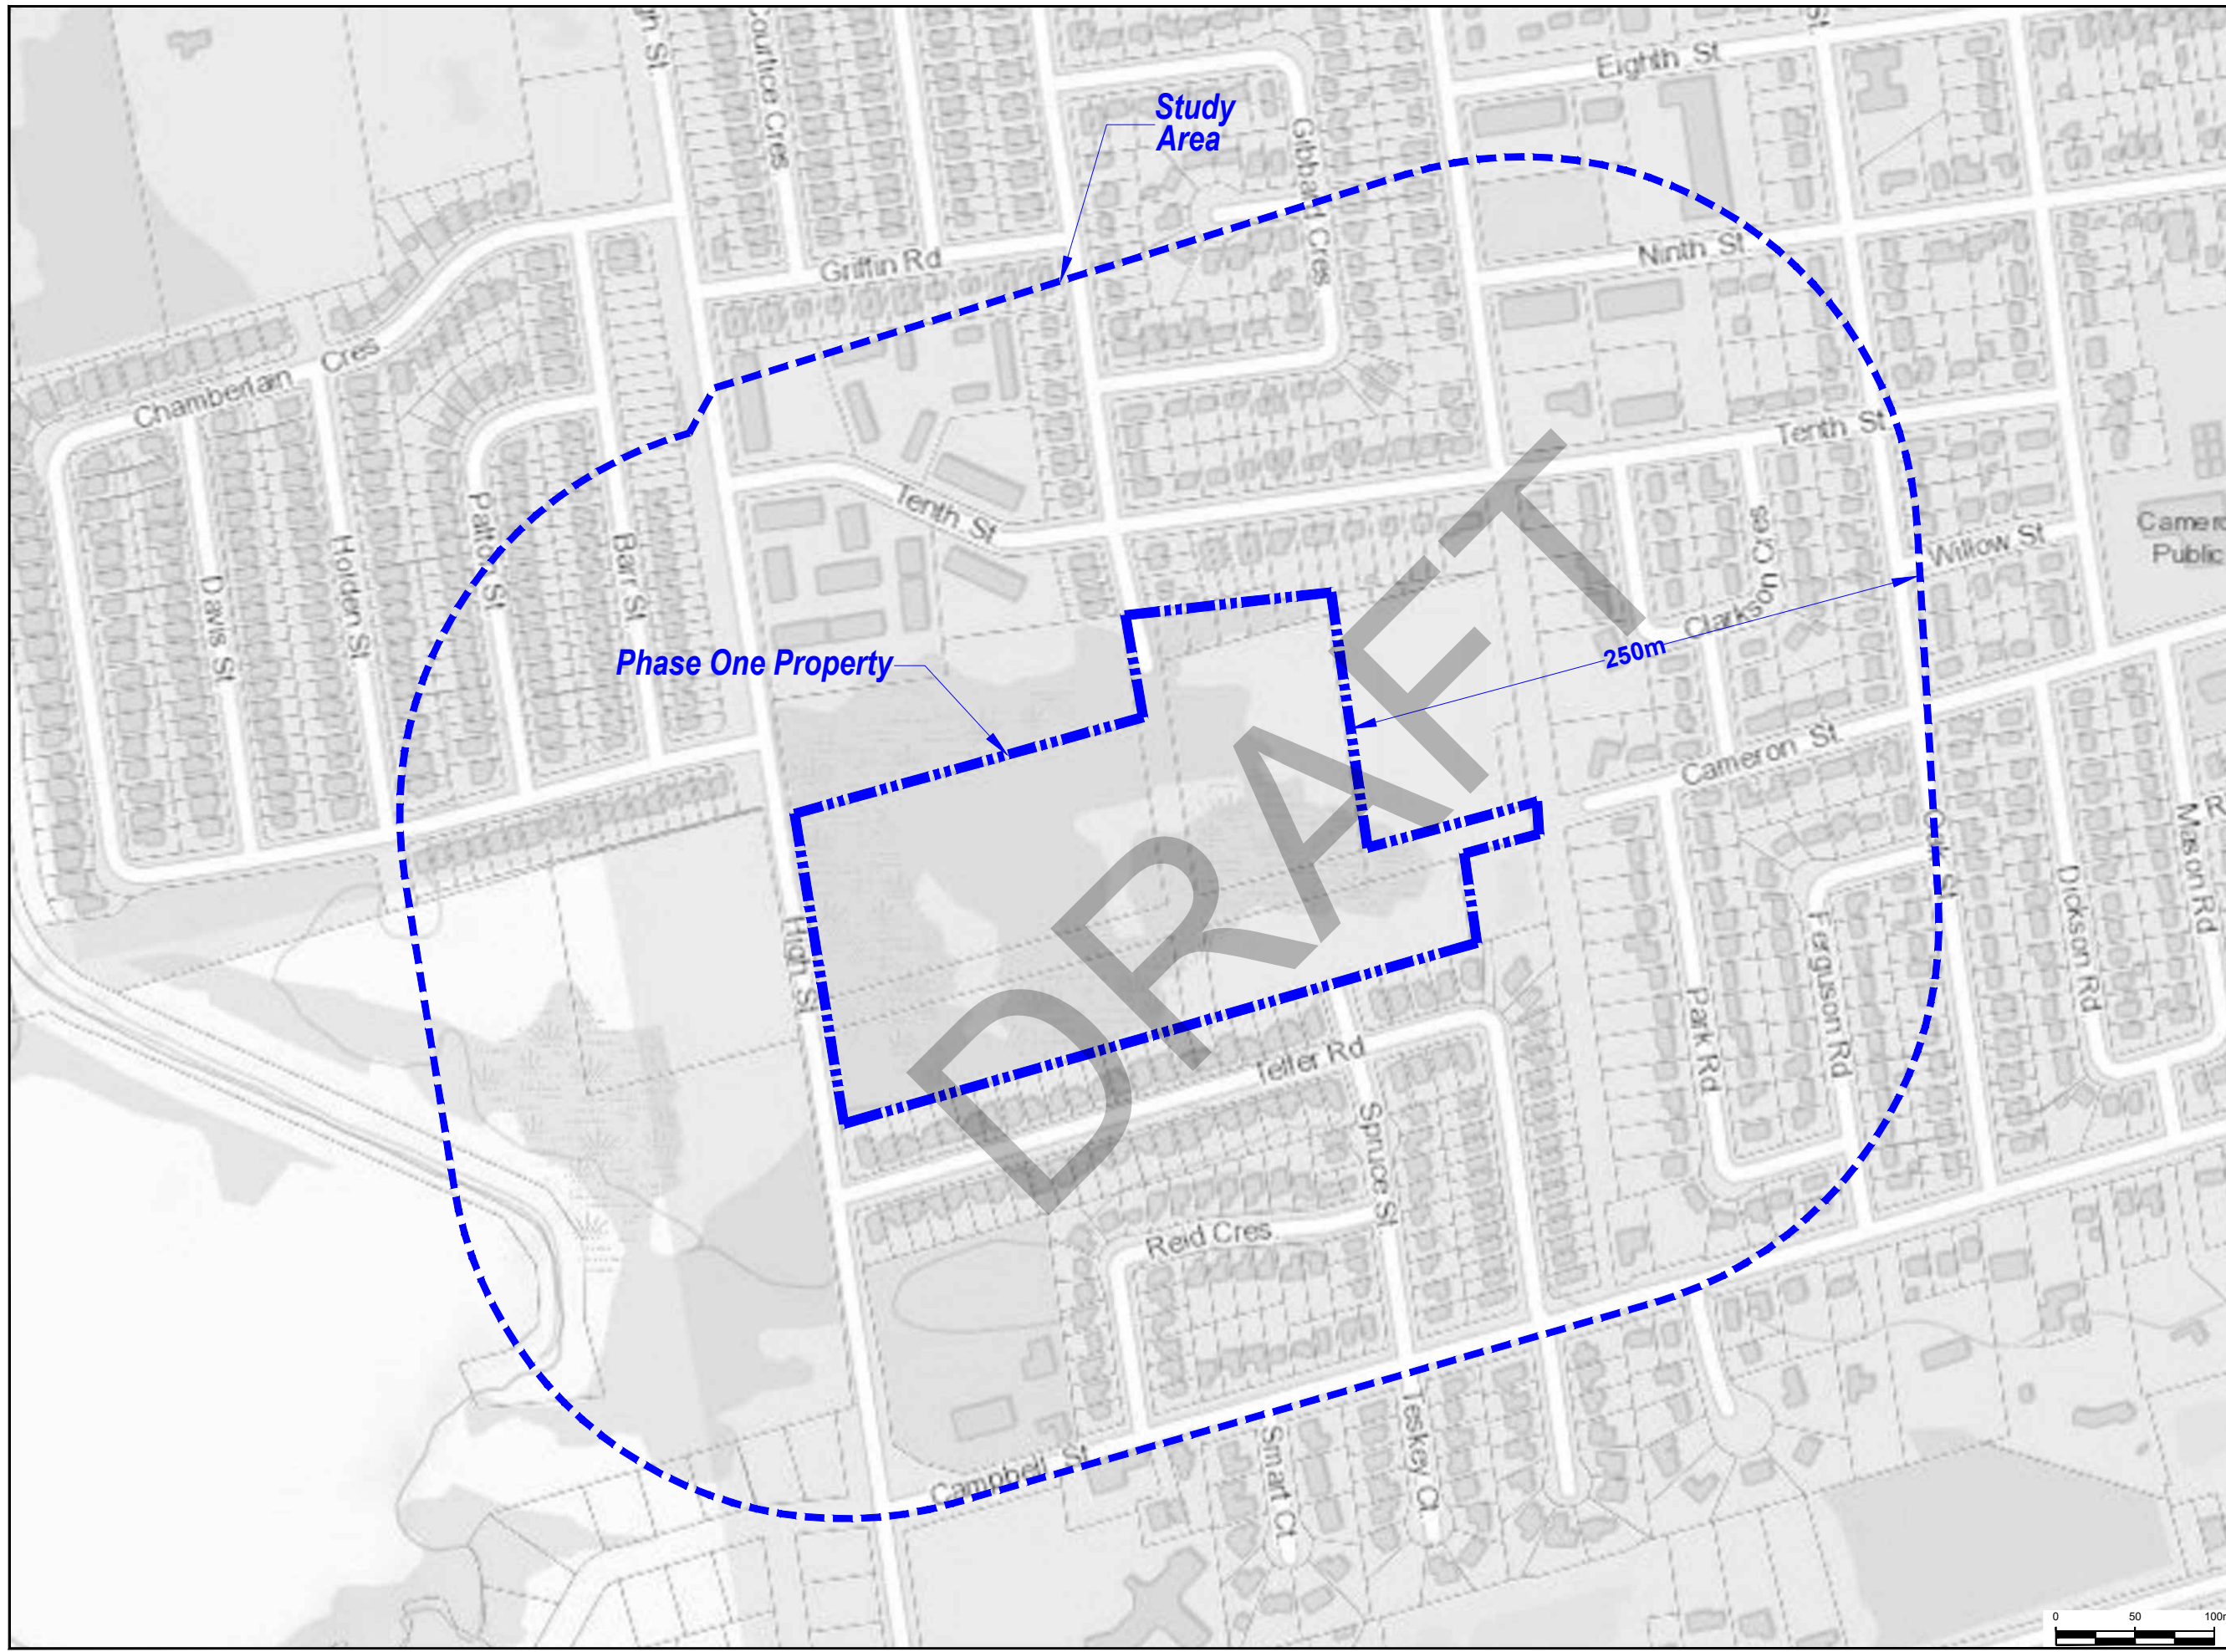 Eighth St
Courtice Cres
Study
Area
Gibbard Cres
Ninth St
Griffin Rd
Chamberlain Cres
Tenth St
Tenth St
Patton St
Barr St
Holden St
Davis St
Clarkson Cres
Willow St
Public
Phase One Property
250m
DRAFT
Cameron St
High St
Mason Rd
Dickson Rd
Ferguson Rd
Park Rd
Telfer Rd
Spruce St
Reid Cres
Campbell St
Smart Ct
Teskey Ct
0 50 100m